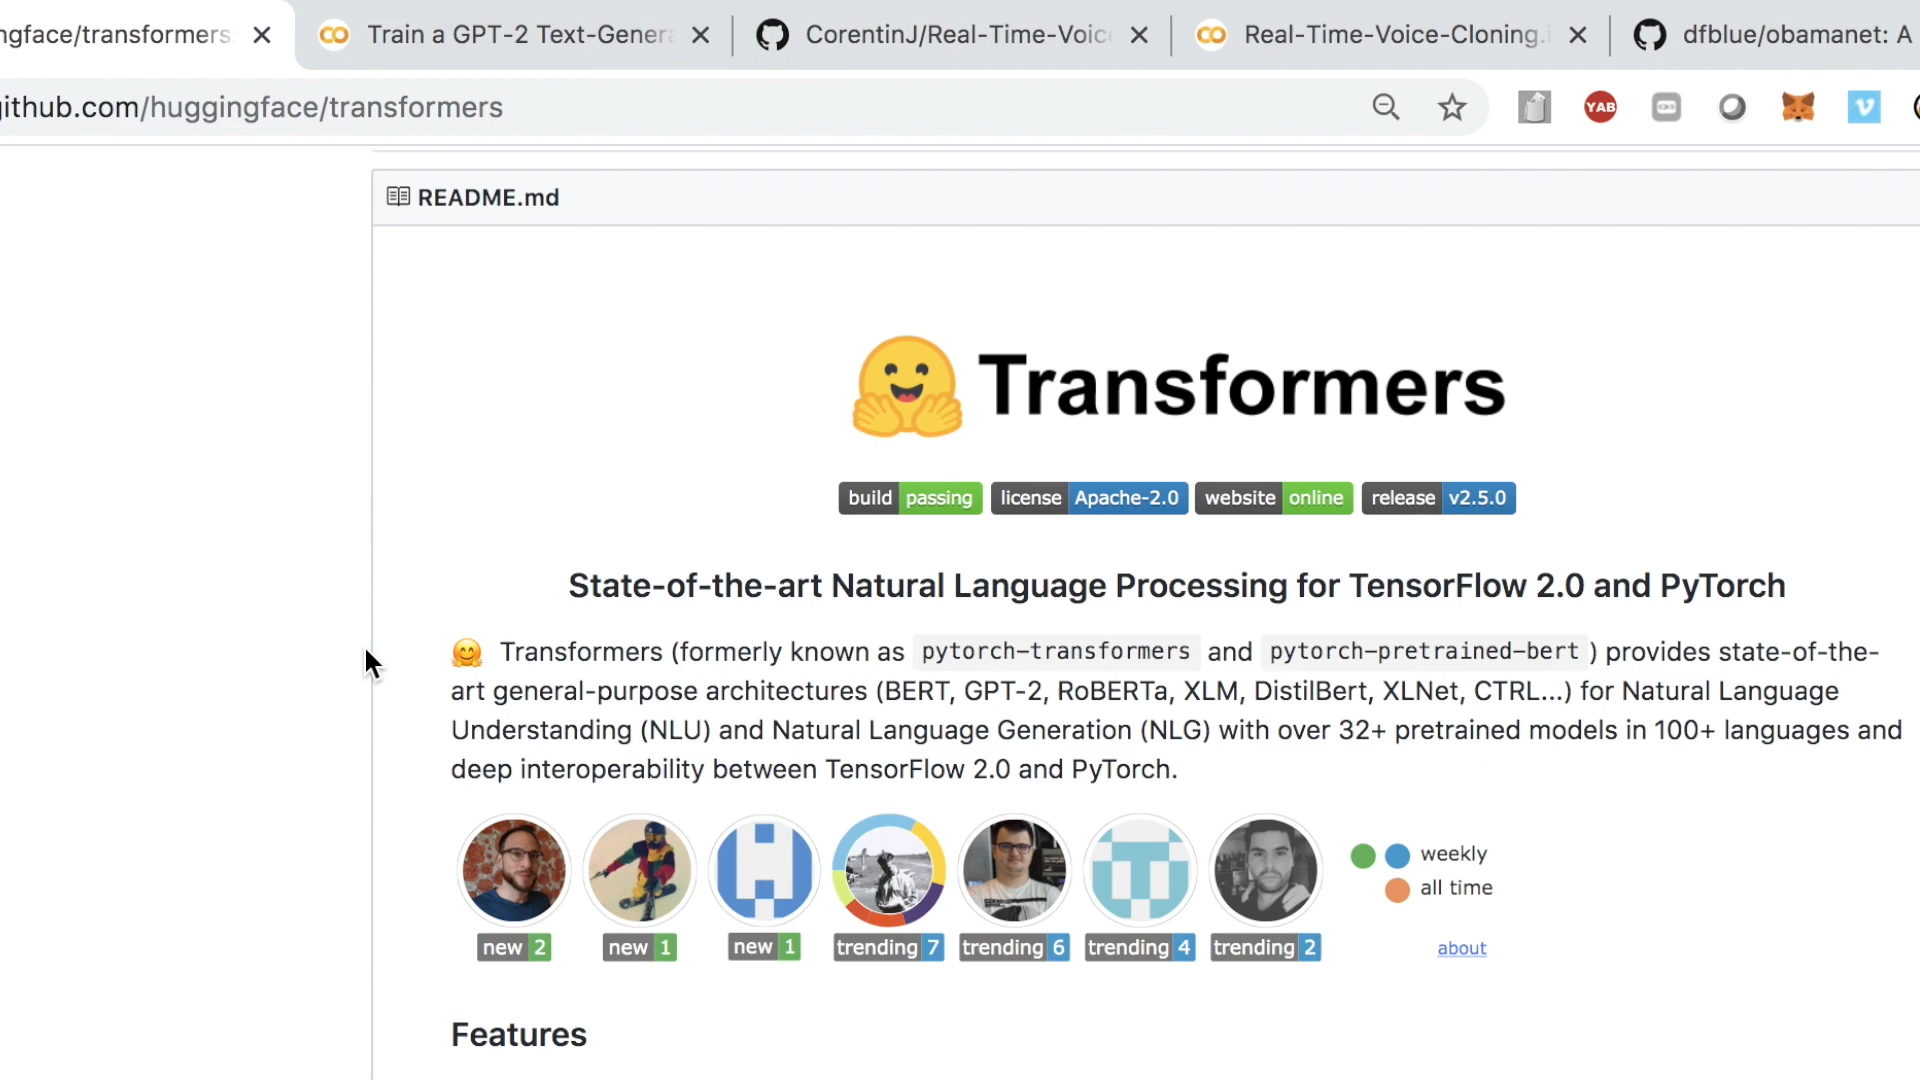 ngface/transformers
Train a GPT-2 Text-Genera
CorentinJ/Real-Time-Voic
Real-Time-Voice-Cloning.i
dfblue/obamanet: A
github.com/huggingface/transformers
YAB
README.md
Transformers
build passing license Apache-2.0 website online release v2.5.0
State-of-the-art Natural Language Processing for TensorFlow 2.0 and PyTorch
🤗 Transformers (formerly known as pytorch-transformers and pytorch-pretrained-bert) provides state-of-the-
art general-purpose architectures (BERT, GPT-2, RoBERTa, XLM, DistilBert, XLNet, CTRL...) for Natural Language
Understanding (NLU) and Natural Language Generation (NLG) with over 32+ pretrained models in 100+ languages and
deep interoperability between TensorFlow 2.0 and PyTorch.
weekly
all time
new 2 new 1 new 1 trending 7 trending 6 trending 4 trending 2 about
Features